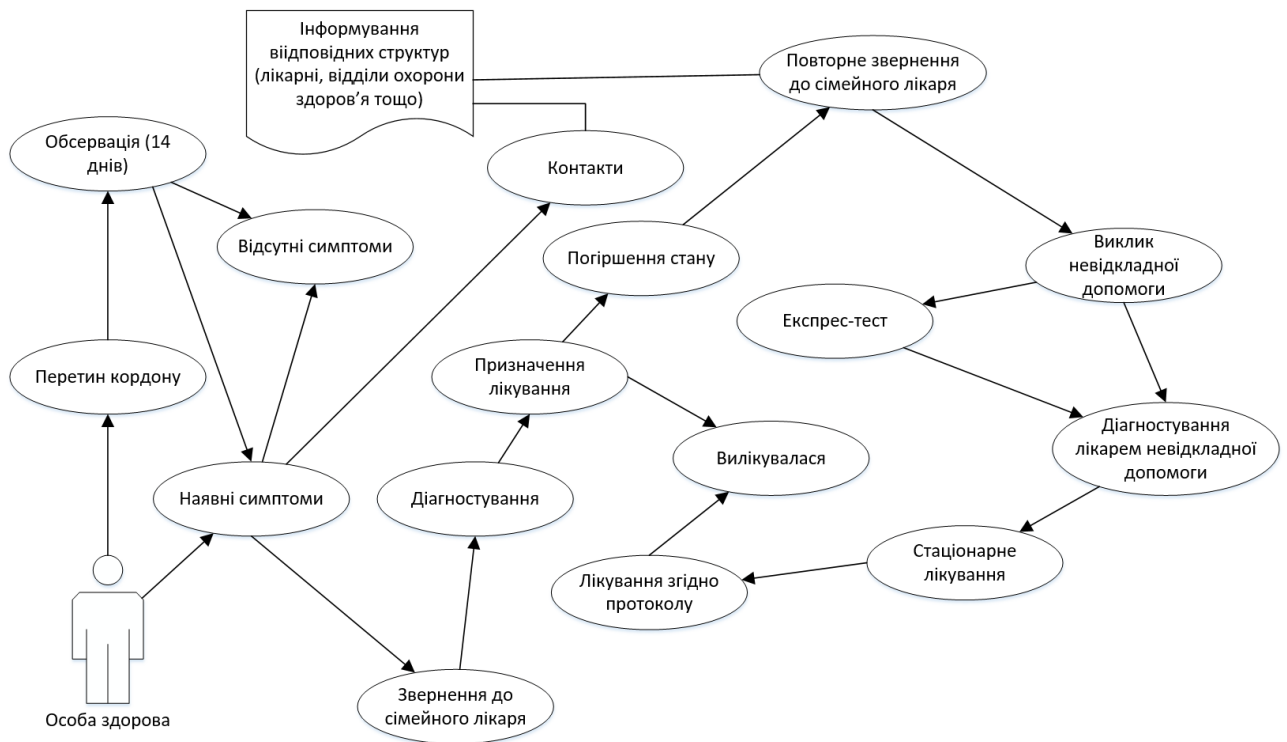 Інформування
віідповідних структур
(лікарні, відділи охорони
здоров’я тощо)
Повторне звернення
до сімейного лікаря
Обсервація (14
днів)
Контакти
Відсутні симптоми
Погіршення стану
Виклик
невідкладної
допомоги
Експрес-тест
Перетин кордону
Призначення
лікування
Діагностування
лікарем невідкладної
допомоги
Вилікувалася
Наявні симптоми
Діагностування
Стаціонарне
лікування
Лікування згідно
протоколу
Звернення до
сімейного лікаря
Особа здорова